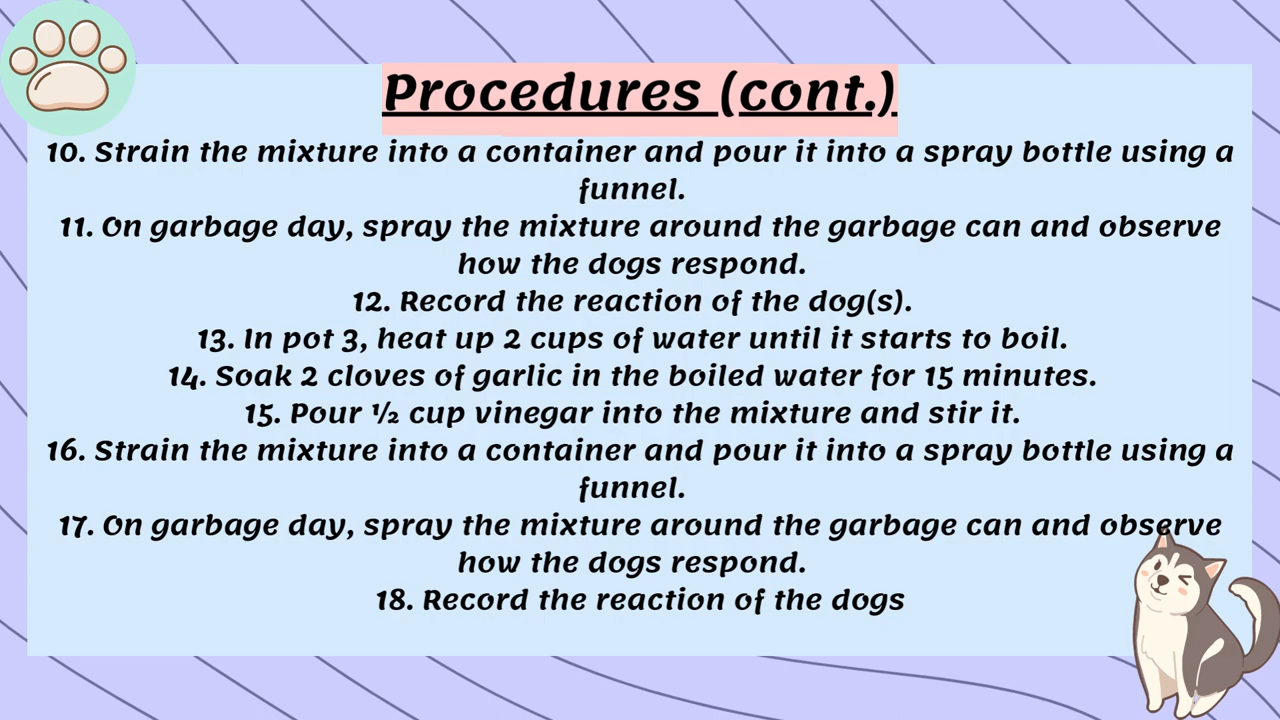 Procedures (cont.)
10. Strain the mixture into a container and pour it into a spray bottle using a
funnel.
11. On garbage day, spray the mixture around the garbage can and observe
how the dogs respond.
12. Record the reaction of the dog(s).
13. In pot 3, heat up 2 cups of water until it starts to boil.
14. Soak 2 cloves of garlic in the boiled water for 15 minutes.
15. Pour ½ cup vinegar into the mixture and stir it.
16. Strain the mixture into a container and pour it into a spray bottle using a
funnel.
17. On garbage day, spray the mixture around the garbage can and observe
how the dogs respond.
18. Record the reaction of the dogs